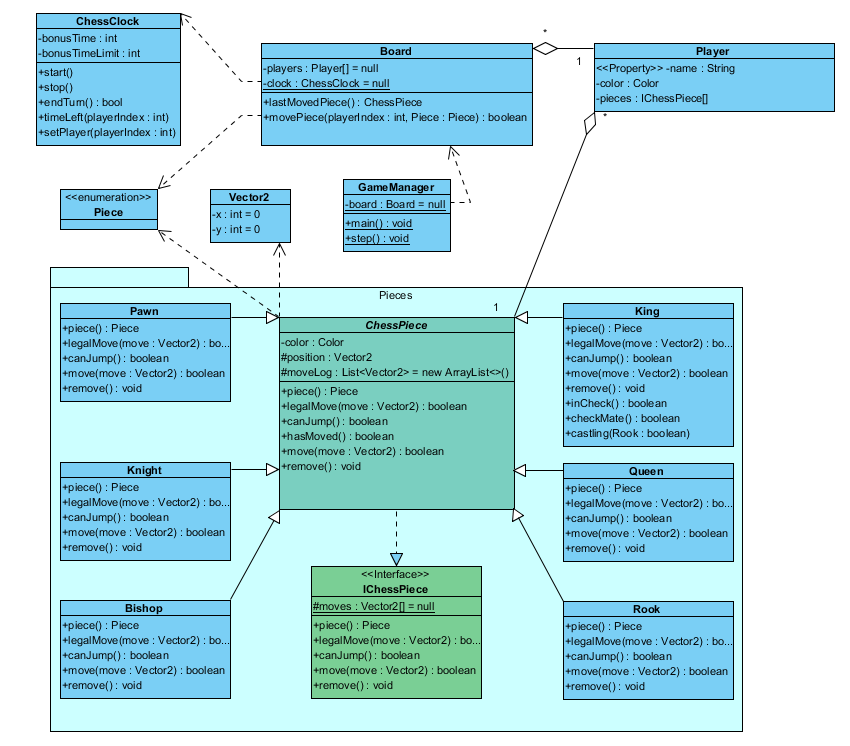 ChessClock
-bonusTime : int
-bonusTimeLimit : int
+start()
+stop()
+endTurn() : bool
+timeLeft(playerIndex : int)
+setPlayer(playerIndex : int)
Board
-players : Player[] = null
-clock : ChessClock = null
+lastMovedPiece() : ChessPiece
+movePiece(playerIndex : int, Piece : Piece) : boolean
*
1
Player
<<Property>> -name : String
-color : Color
-pieces : IChessPiece[]
*
<<enumeration>>
Piece
Vector2
-x : int = 0
-y : int = 0
GameManager
-board : Board = null
+main() : void
+step() : void
Pieces
1
Pawn
+piece() : Piece
+legalMove(move : Vector2) : bo...
+canJump() : boolean
+move(move : Vector2) : boolean
+remove() : void
ChessPiece
-color : Color
#position : Vector2
#moveLog : List<Vector2> = new ArrayList<>()
+piece() : Piece
+legalMove(move : Vector2) : boolean
+canJump() : boolean
+hasMoved() : boolean
+move(move : Vector2) : boolean
+remove() : void
King
+piece() : Piece
+legalMove(move : Vector2) : bo...
+canJump() : boolean
+move(move : Vector2) : boolean
+remove() : void
+inCheck() : boolean
+checkMate() : boolean
+castling(Rook : boolean)
Knight
+piece() : Piece
+legalMove(move : Vector2) : bo...
+canJump() : boolean
+move(move : Vector2) : boolean
+remove() : void
Queen
+piece() : Piece
+legalMove(move : Vector2) : bo...
+canJump() : boolean
+move(move : Vector2) : boolean
+remove() : void
Bishop
+piece() : Piece
+legalMove(move : Vector2) : bo...
+canJump() : boolean
+move(move : Vector2) : boolean
+remove() : void
<<Interface>>
IChessPiece
#moves : Vector2[] = null
+piece() : Piece
+legalMove(move : Vector2) : bo...
+canJump() : boolean
+move(move : Vector2) : boolean
+remove() : void
Rook
+piece() : Piece
+legalMove(move : Vector2) : bo...
+canJump() : boolean
+move(move : Vector2) : boolean
+remove() : void